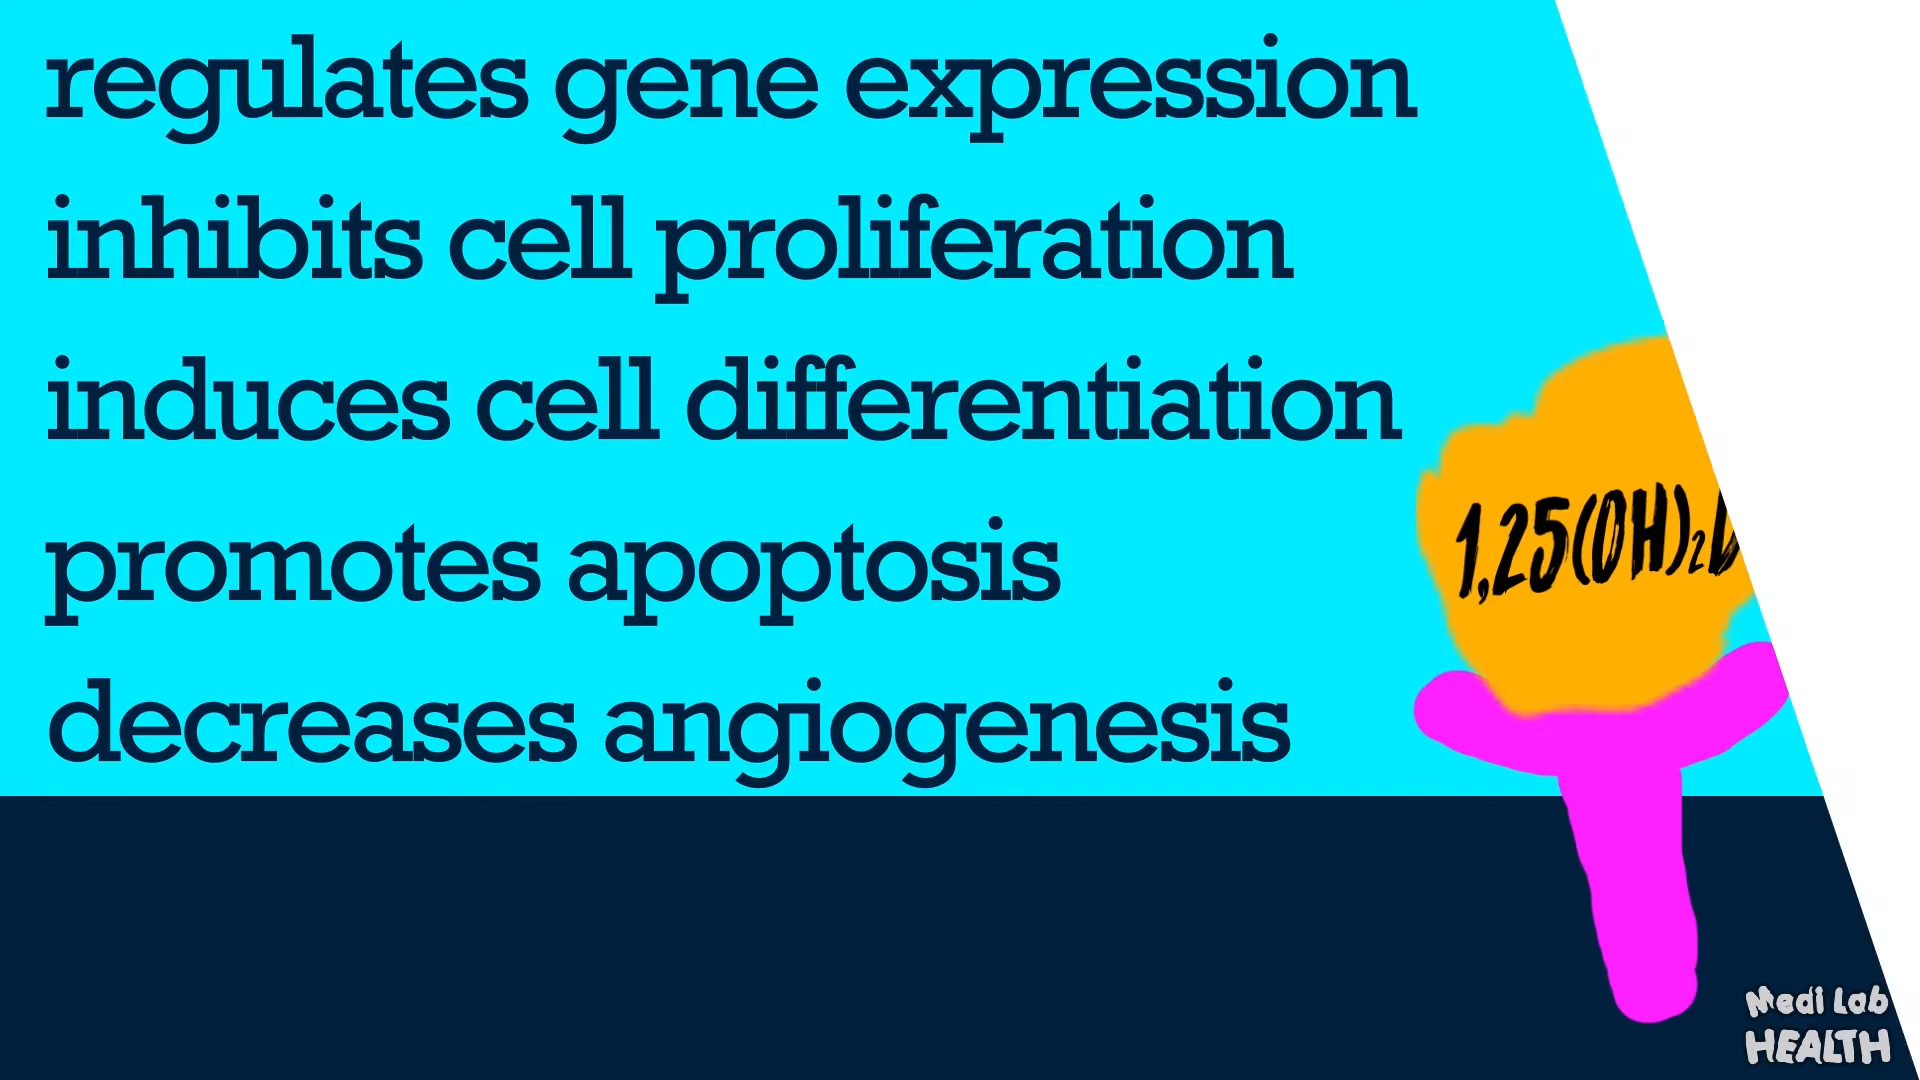 regulates gene expression
inhibits cell proliferation
induces cell differentiation
promotes apoptosis
decreases angiogenesis
1,25(OH)₂D
Medi Lab
HEALTH